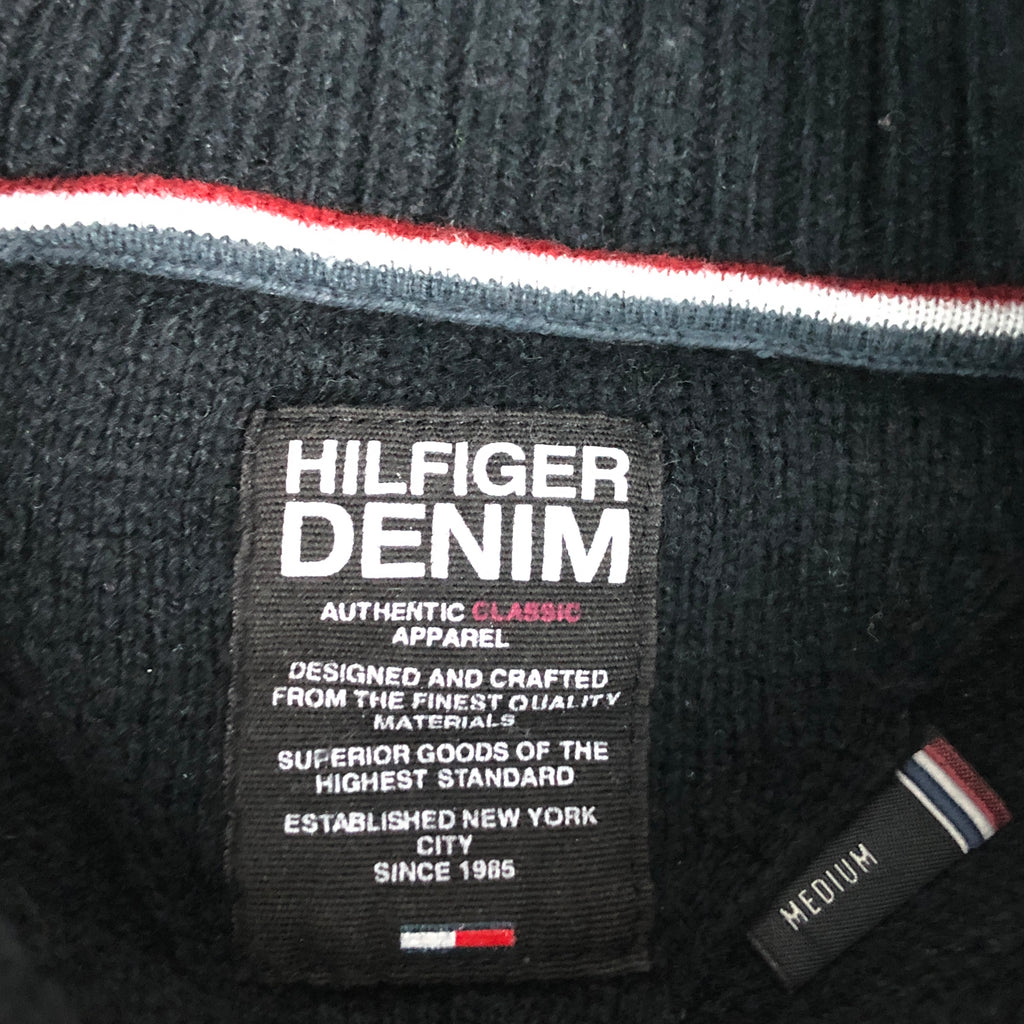 HILFIGER
DENIM
AUTHENTIC CLASSIC
APPAREL
DESIGNED AND CRAFTED
FROM THE FINEST QUALITY
MATERIALS
SUPERIOR GOODS OF THE
HIGHEST STANDARD
ESTABLISHED NEW YORK
CITY
SINCE 1985
MEDIUM